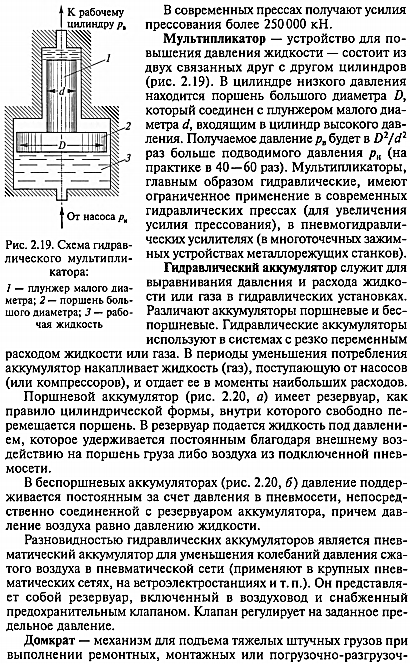 К рабочему
цилиндру pв
1
d
2
D
3
От насоса pн
Рис. 2.19. Схема гидрав-
лического мультипли-
катора:
1 — плунжер малого диа-
метра; 2 — поршень боль-
шого диаметра; 3 — рабо-
чая жидкость
В современных прессах получают усилия
прессования более 250 000 кН.
Мультипликатор — устройство для по-
вышения давления жидкости — состоит из
двух связанных друг с другом цилиндров
(рис. 2.19). В цилиндре низкого давления
находится поршень большого диаметра D,
который соединен с плунжером малого диа-
метра d, входящим в цилиндр высокого дав-
ления. Получаемое давление pв будет в D²/d²
раз больше подводимого давления pн (на
практике в 40—60 раз). Мультипликаторы,
главным образом гидравлические, имеют
ограниченное применение в современных
гидравлических прессах (для увеличения
усилия прессования), в пневмогидравли-
ческих усилителях (в многоточечных зажим-
ных устройствах металлорежущих станков).
Гидравлический аккумулятор служит для
выравнивания давления и расхода жидко-
сти или газа в гидравлических установках.
Различают аккумуляторы поршневые и бес-
поршневые. Гидравлические аккумуляторы
используют в системах с резко переменным
расходом жидкости или газа. В периоды уменьшения потребления
аккумулятор накапливает жидкость (газ), поступающую от насосов
(или компрессоров), и отдает ее в моменты наибольших расходов.
Поршневой аккумулятор (рис. 2.20, а) имеет резервуар, как
правило цилиндрической формы, внутри которого свободно пе-
ремещается поршень. В резервуар подается жидкость под давлени-
ем, которое удерживается постоянным благодаря внешнему воз-
действию на поршень груза либо воздуха из подключенной пнев-
мосети.
В беспоршневых аккумуляторах (рис. 2.20, б) давление поддер-
живается постоянным за счет давления в пневмосети, непосред-
ственно соединенной с резервуаром аккумулятора, причем дав-
ление воздуха равно давлению жидкости.
Разновидностью гидравлических аккумуляторов является пнев-
матический аккумулятор для уменьшения колебаний давления сжа-
того воздуха в пневматической сети (применяют в крупных пнев-
матических сетях, на ветроэлектростанциях и т. п.). Он представля-
ет собой резервуар, включенный в воздуховод и снабженный
предохранительным клапаном. Клапан регулирует на заданное пре-
дельное давление.
Домкрат — механизм для подъема тяжелых штучных грузов при
выполнении ремонтных, монтажных или погрузочно-разгрузоч-